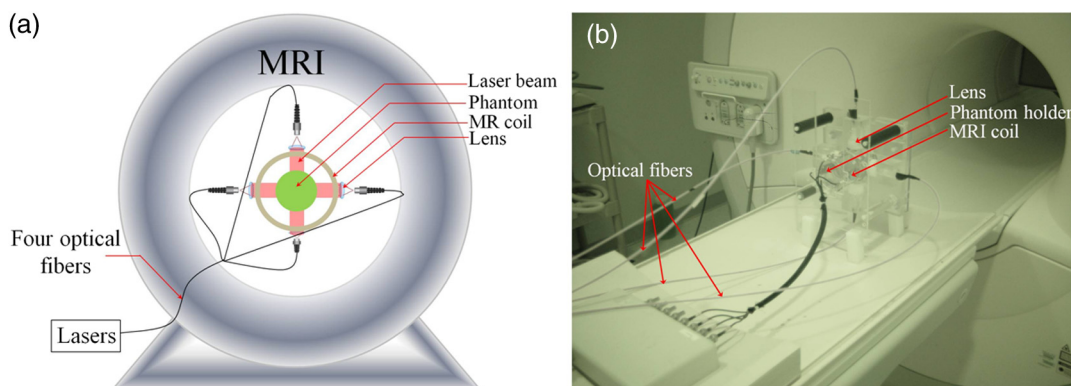 (a)
MRI
Laser beam
Phantom
MR coil
Lens
Four optical
fibers
Lasers
(b)
Lens
Phantom holder
MRI coil
Optical fibers